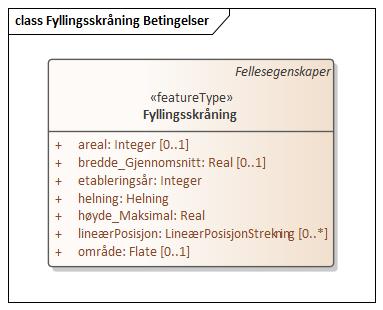 class Fyllingsskråning Betingelser
Fellesegenskaper
«featureType»
Fyllingsskråning
+ areal: Integer [0..1]
+ bredde_Gjennomsnitt: Real [0..1]
+ etableringsår: Integer
+ helning: Helning
+ høyde_Maksimal: Real
+ lineærPosisjon: LineærPosisjonStrekning [0..*]
+ område: Flate [0..1]